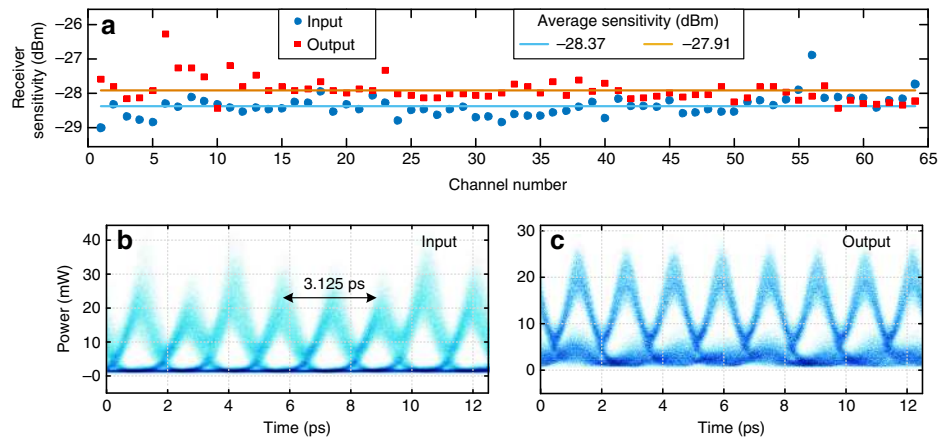 a
Input
Output
Average sensitivity (dBm)
–28.37
–27.91
Receiver
sensitivity (dBm)
–26
–27
–28
–29
0 5 10 15 20 25 30 35 40 45 50 55 60 65
Channel number
b
Input
3.125 ps
Power (mW)
40
30
20
10
–0
0 2 4 6 8 10 12
Time (ps)
c
Output
30
20
10
0
0 2 4 6 8 10 12
Time (ps)